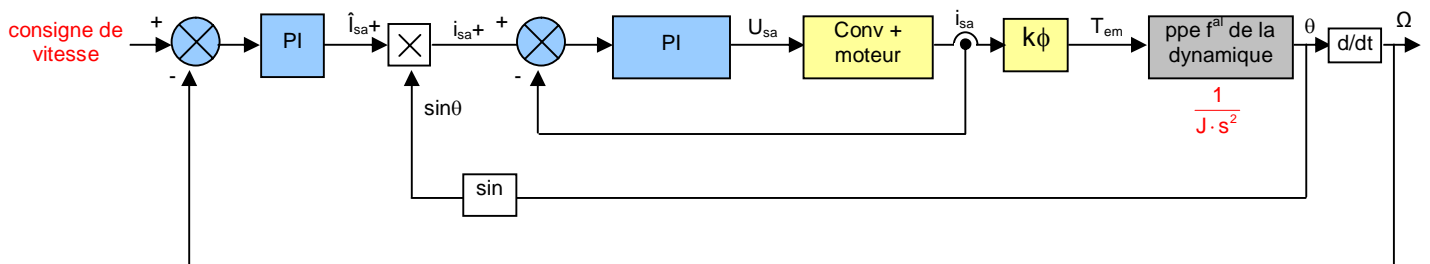 consigne de
vitesse
+
-
PI
Îsa+
×
isa+
+
-
PI
Usa
Conv +
moteur
isa
kϕ
Tem
ppe fal de la
dynamique
θ
d/dt
Ω
1
J·s²
sinθ
sin